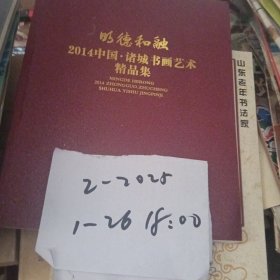 明德和融
2014中国·诸城书画艺术
精品集
MINGDE HERONG
2014 ZHONGGUO ZHUCHENG
SHUHUA YISHU JINGPINJI
山东老年书法家
2-2025
1-26 18:00